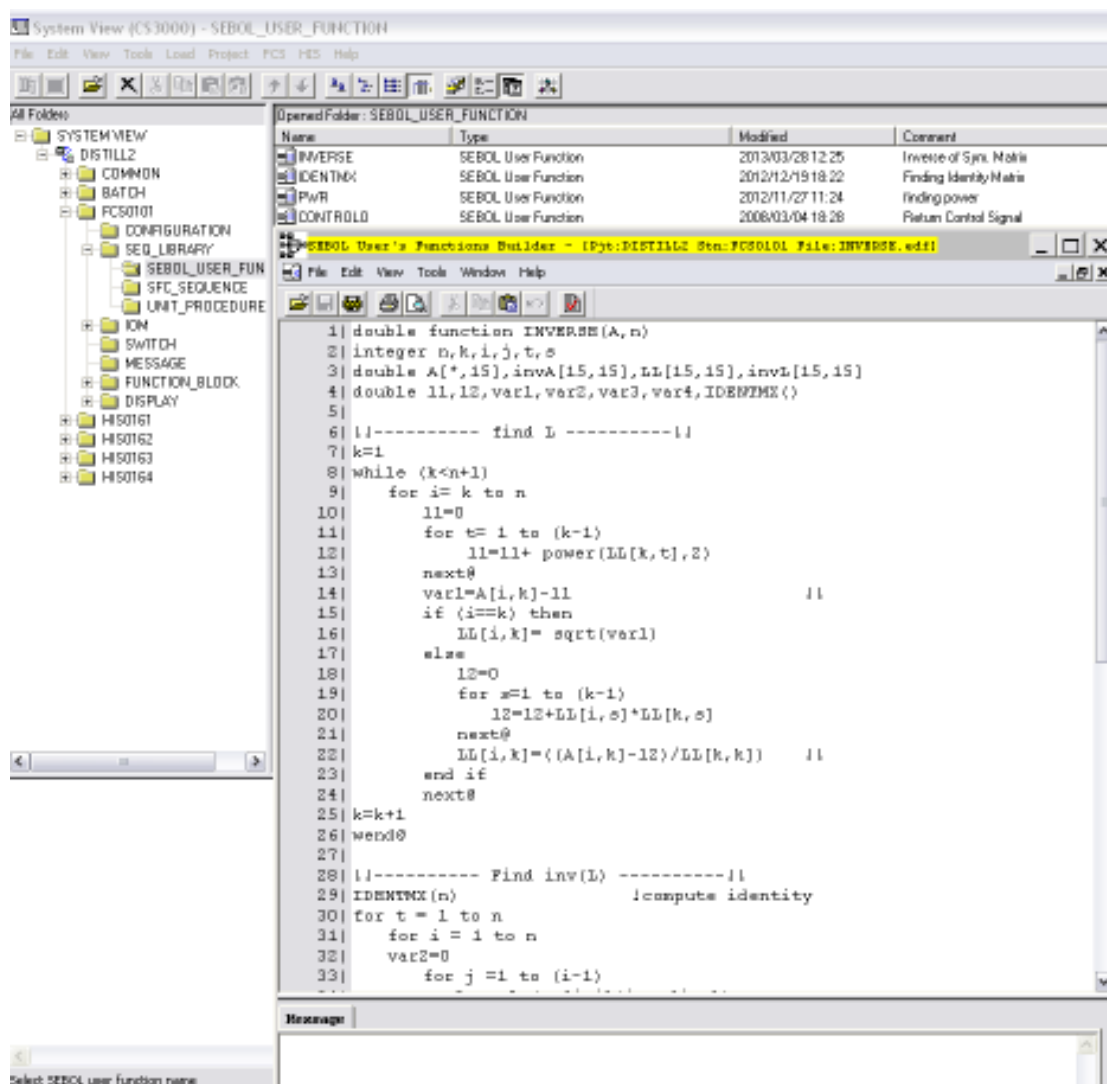 System View (CS3000) - SEBOL_USER_FUNCTION
File Edit View Tools Load Project FCS HIS Help
All Folders
SYSTEM VIEW
DISTILL2
COMMON
BATCH
FCS0101
CONFIGURATION
SEQ_LIBRARY
SEBOL_USER_FUN
SFC_SEQUENCE
UNIT_PROCEDURE
IOM
SWITCH
MESSAGE
FUNCTION_BLOCK
DISPLAY
HIS0161
HIS0162
HIS0163
HIS0164
Opened Folder: SEBOL_USER_FUNCTION
Name Type Modified Comment
INVERSE SEBOL User Function 2013/03/28 12:25 Inverse of Sym. Matrix
IDENTMX SEBOL User Function 2012/12/19 18:22 Finding Identity Matrix
PWR SEBOL User Function 2012/11/27 11:24 finding power
CONTROL0 SEBOL User Function 2008/03/04 18:28 Return Control Signal
SEBOL User's Functions Builder - [Pjt:DISTILL2 Stn:FCS0101 File:INVERSE.edf]
File Edit View Tools Window Help
1| double function INVERSE(A,n)
2| integer n,k,i,j,t,s
3| double A[*,15],invA[15,15],LL[15,15],invL[15,15]
4| double l1,l2,var1,var2,var3,var4,IDENTMX()
5|
6| !!---------- find L ----------!!
7| k=1
8| while (k<n+1)
9| for i= k to n
10| l1=0
11| for t= 1 to (k-1)
12| l1=l1+ power(LL[k,t],2)
13| next@
14| var1=A[i,k]-l1 !!
15| if (i==k) then
16| LL[i,k]= sqrt(var1)
17| else
18| l2=0
19| for s=1 to (k-1)
20| l2=l2+LL[i,s]*LL[k,s]
21| next@
22| LL[i,k]=((A[i,k]-l2)/LL[k,k]) !!
23| end if
24| next@
25| k=k+1
26| wend@
27|
28| !!---------- Find inv(L) ----------!!
29| IDENTMX(n) !compute identity
30| for t = 1 to n
31| for i = 1 to n
32| var2=0
33| for j =1 to (i-1)
Message
Select SEBOL user function name